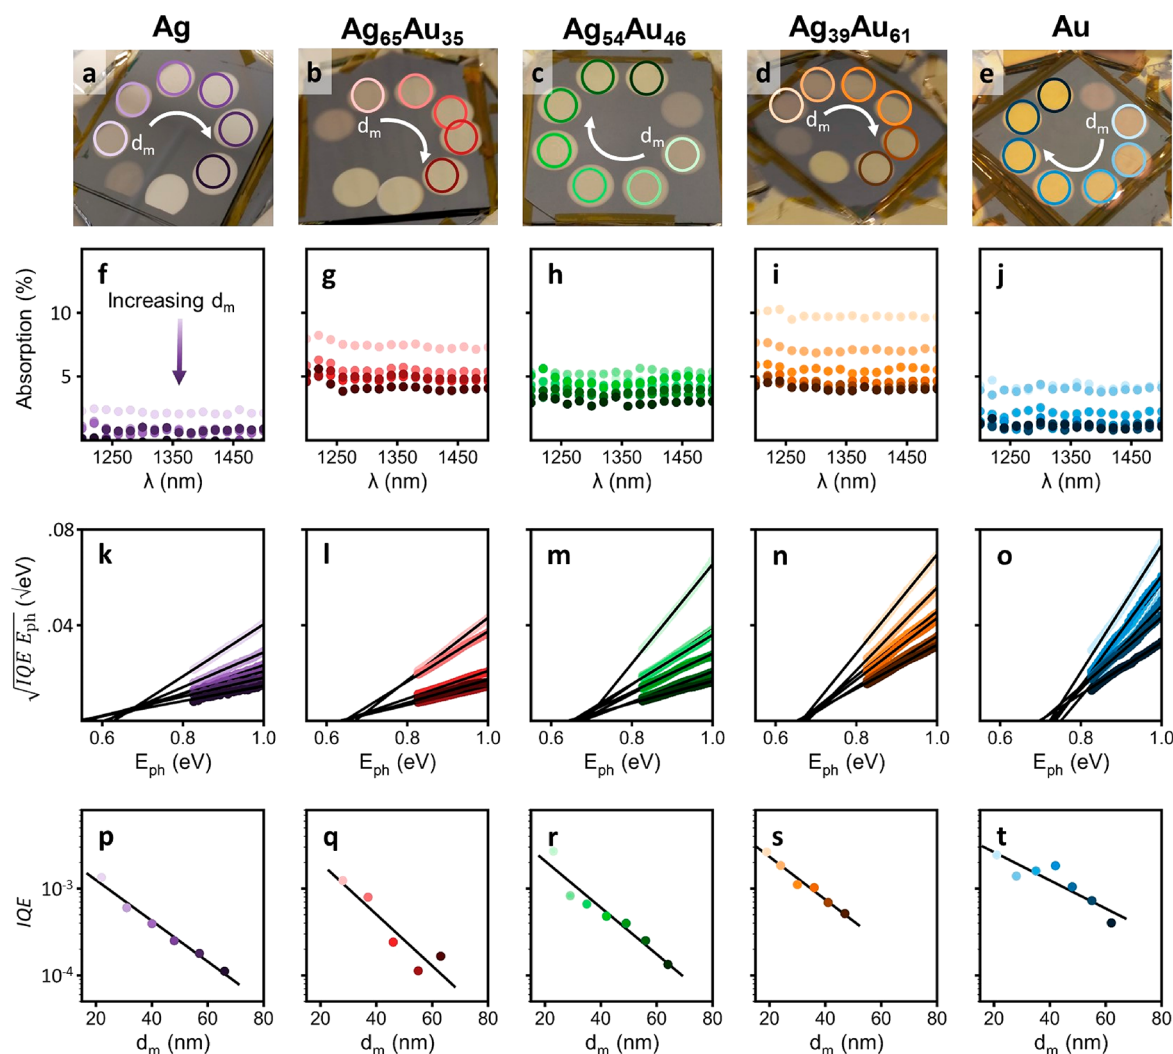 Ag Ag₆₅Au₃₅ Ag₅₄Au₄₆ Ag₃₉Au₆₁ Au
a b c d e
dₘ dₘ dₘ dₘ dₘ
f g h i j
Increasing dₘ
Absorption (%)
10
5
1250 1350 1450 1250 1350 1450 1250 1350 1450 1250 1350 1450 1250 1350 1450
λ (nm) λ (nm) λ (nm) λ (nm) λ (nm)
.08
k l m n o
√IQE Eₚₕ (√eV)
.04
0.6 0.8 1.0 0.6 0.8 1.0 0.6 0.8 1.0 0.6 0.8 1.0 0.6 0.8 1.0
Eₚₕ (eV) Eₚₕ (eV) Eₚₕ (eV) Eₚₕ (eV) Eₚₕ (eV)
p q r s t
IQE
10⁻³
10⁻⁴
20 40 60 80 20 40 60 80 20 40 60 80 20 40 60 80 20 40 60 80
dₘ (nm) dₘ (nm) dₘ (nm) dₘ (nm) dₘ (nm)